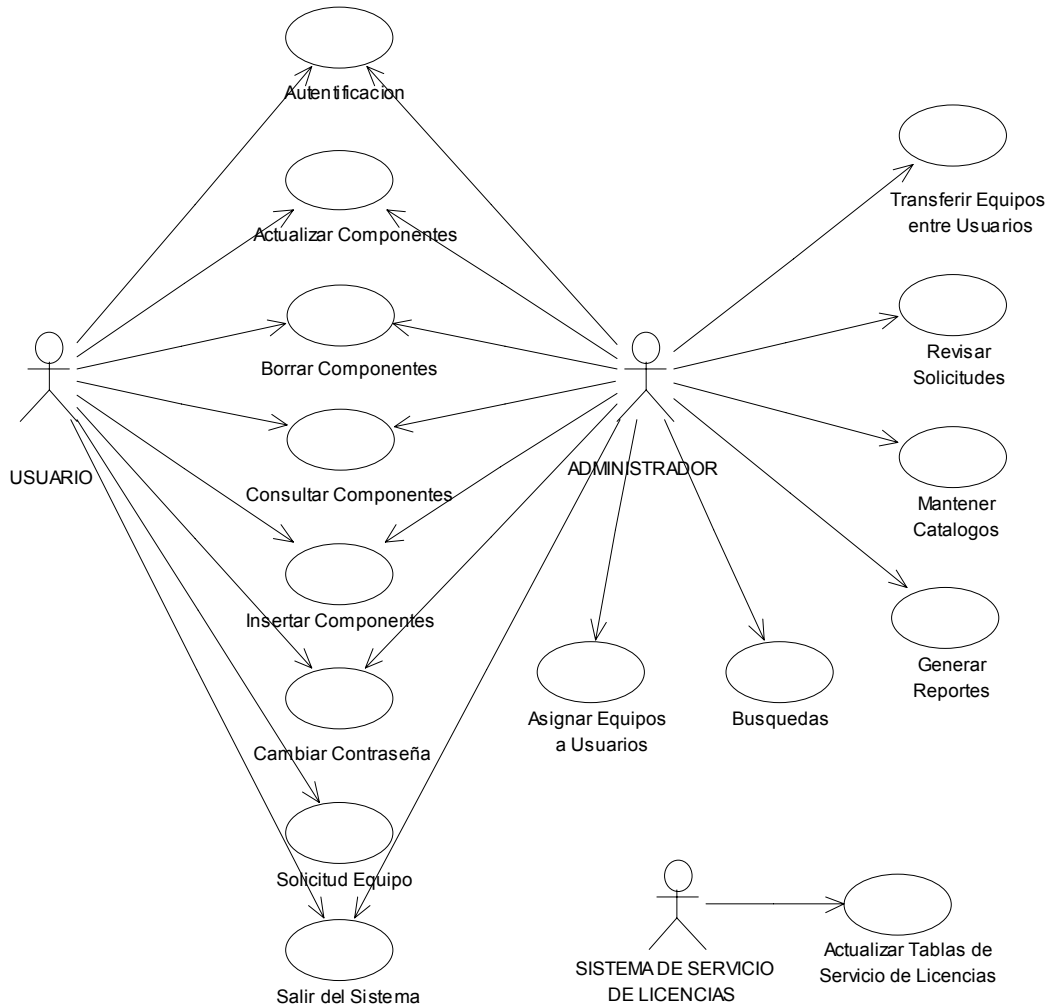 Autentificacion
Actualizar Componentes
Borrar Componentes
USUARIO
Consultar Componentes
Insertar Componentes
Cambiar Contraseña
Solicitud Equipo
Salir del Sistema
ADMINISTRADOR
Transferir Equipos
entre Usuarios
Revisar
Solicitudes
Mantener
Catalogos
Generar
Reportes
Asignar Equipos
a Usuarios
Busquedas
SISTEMA DE SERVICIO
DE LICENCIAS
Actualizar Tablas de
Servicio de Licencias